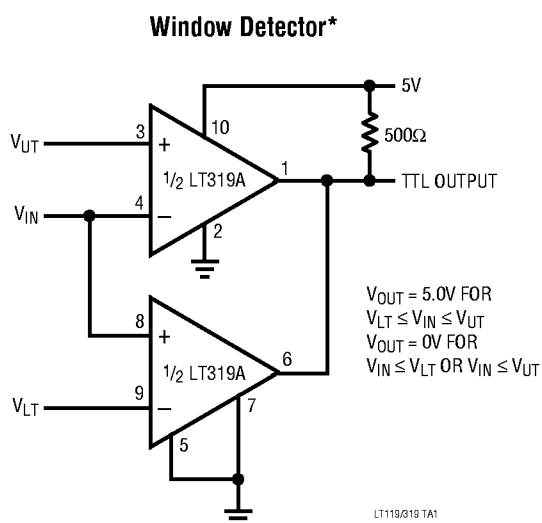 Window Detector*
5V
10
500Ω
VUT
3
+
1/2 LT319A
1
TTL OUTPUT
VIN
4
–
2
VOUT = 5.0V FOR
VLT ≤ VIN ≤ VUT
VOUT = 0V FOR
VIN ≤ VLT OR VIN ≤ VUT
8
+
1/2 LT319A
6
VLT
9
–
7
5
LT119/319 TA1